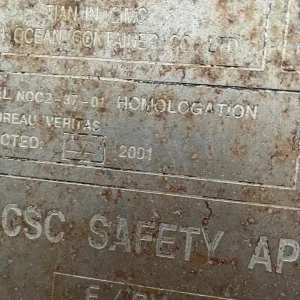 TIANJIN CIMC
OCEAN CONTAINER CO. LTD
NOC2-37-01 HOMOLOGATION
BUREAU VERITAS
CTED: 2001
CSC SAFETY AP